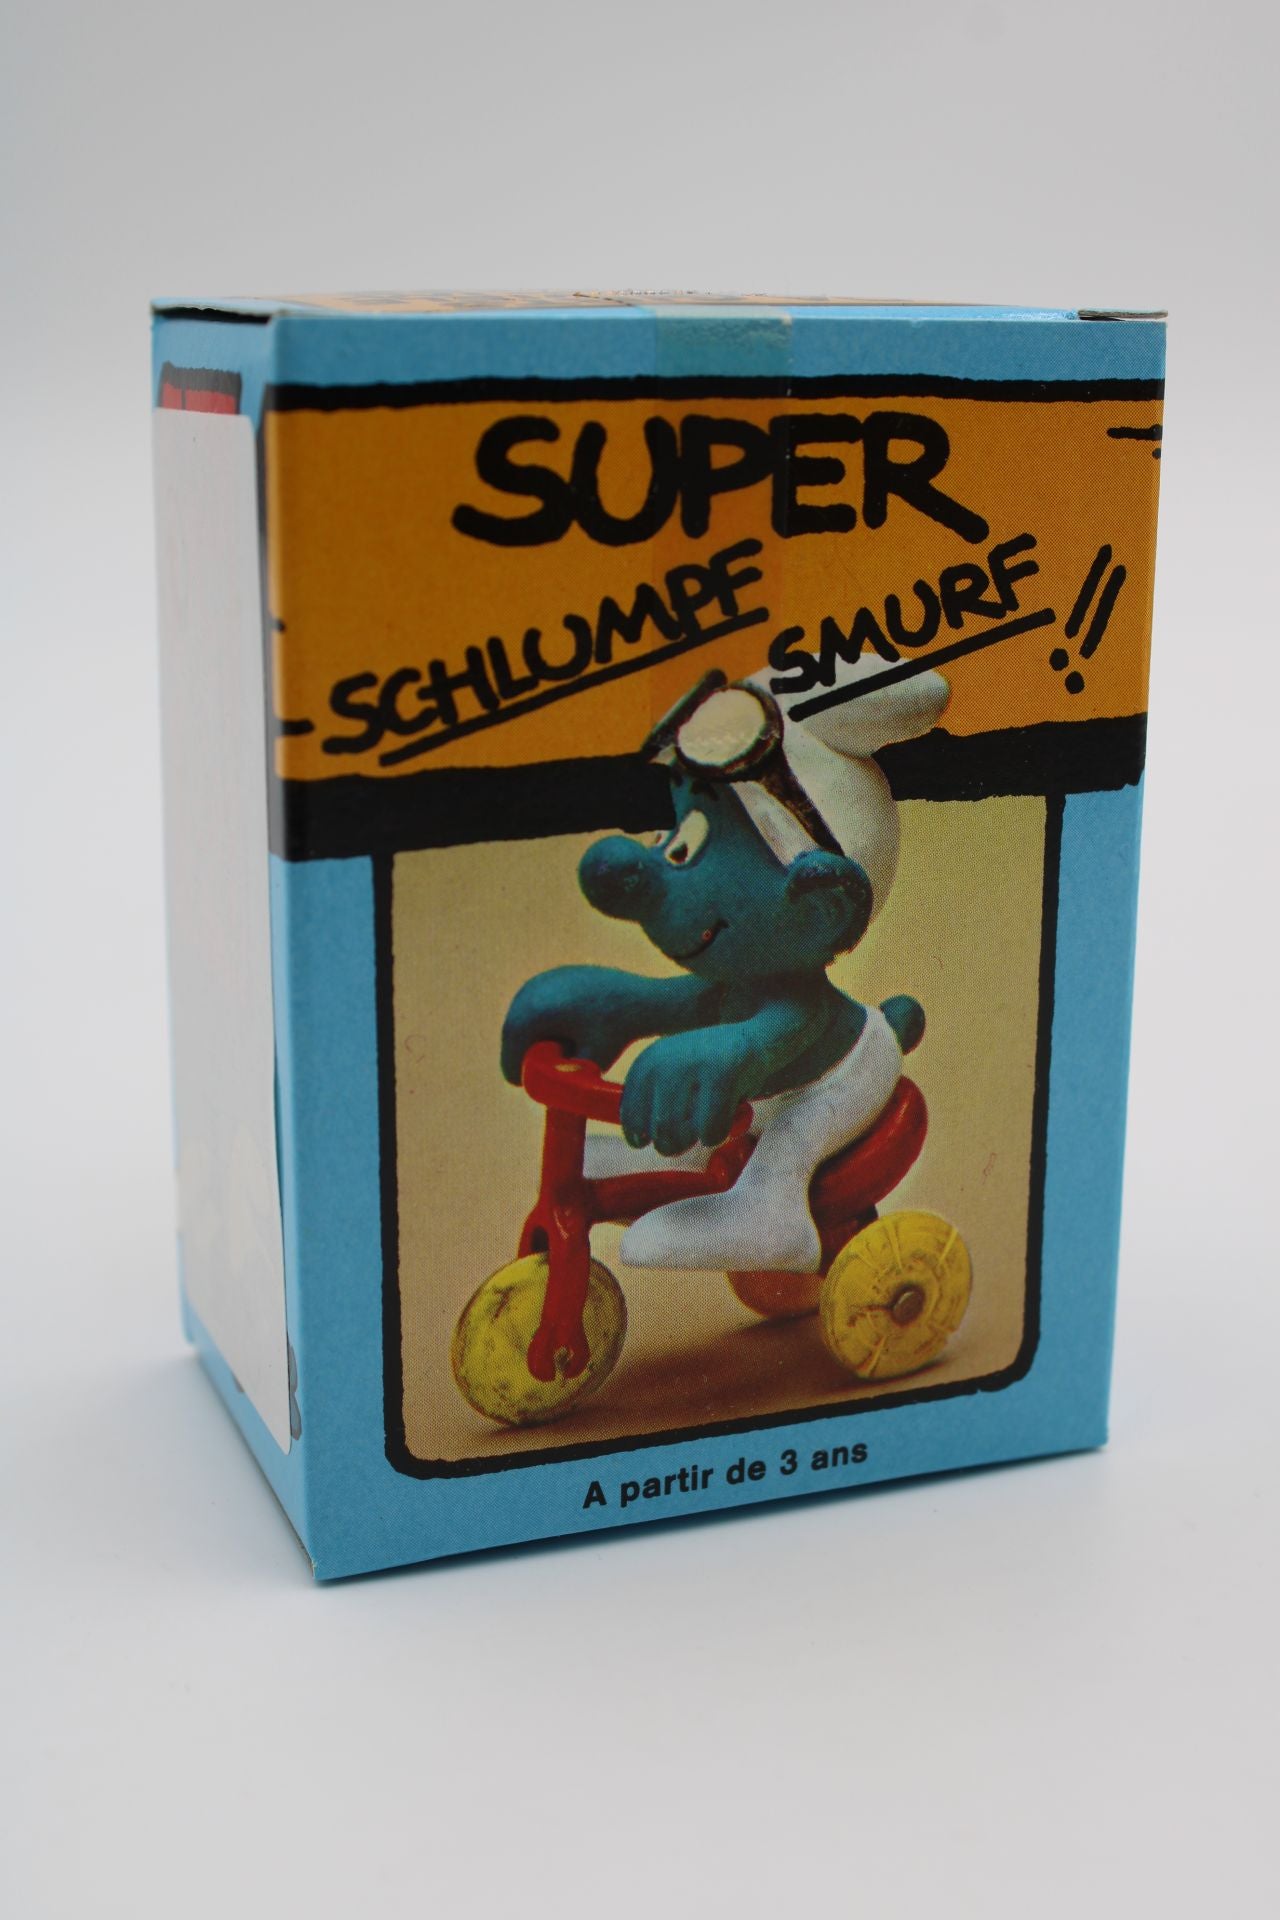 SUPER
SCHLUMPF SMURF!!
A partir de 3 ans